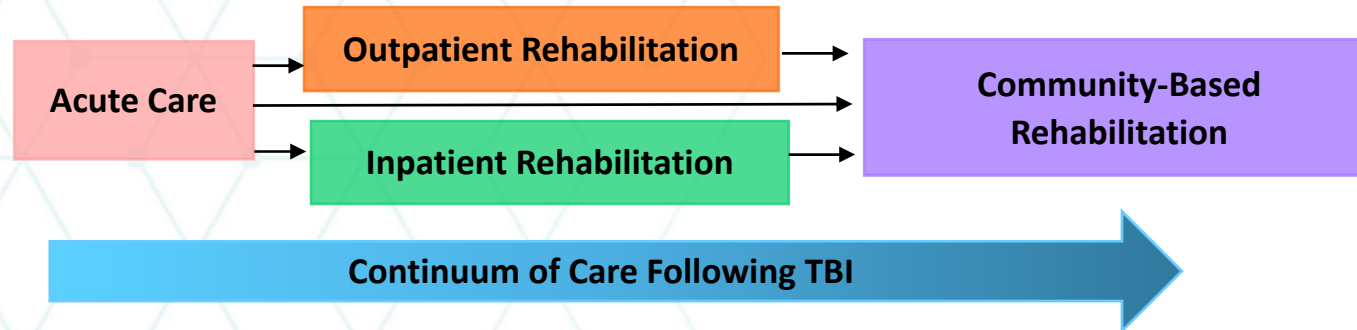 Outpatient Rehabilitation
Acute Care
Community-Based
Rehabilitation
Inpatient Rehabilitation
Continuum of Care Following TBI